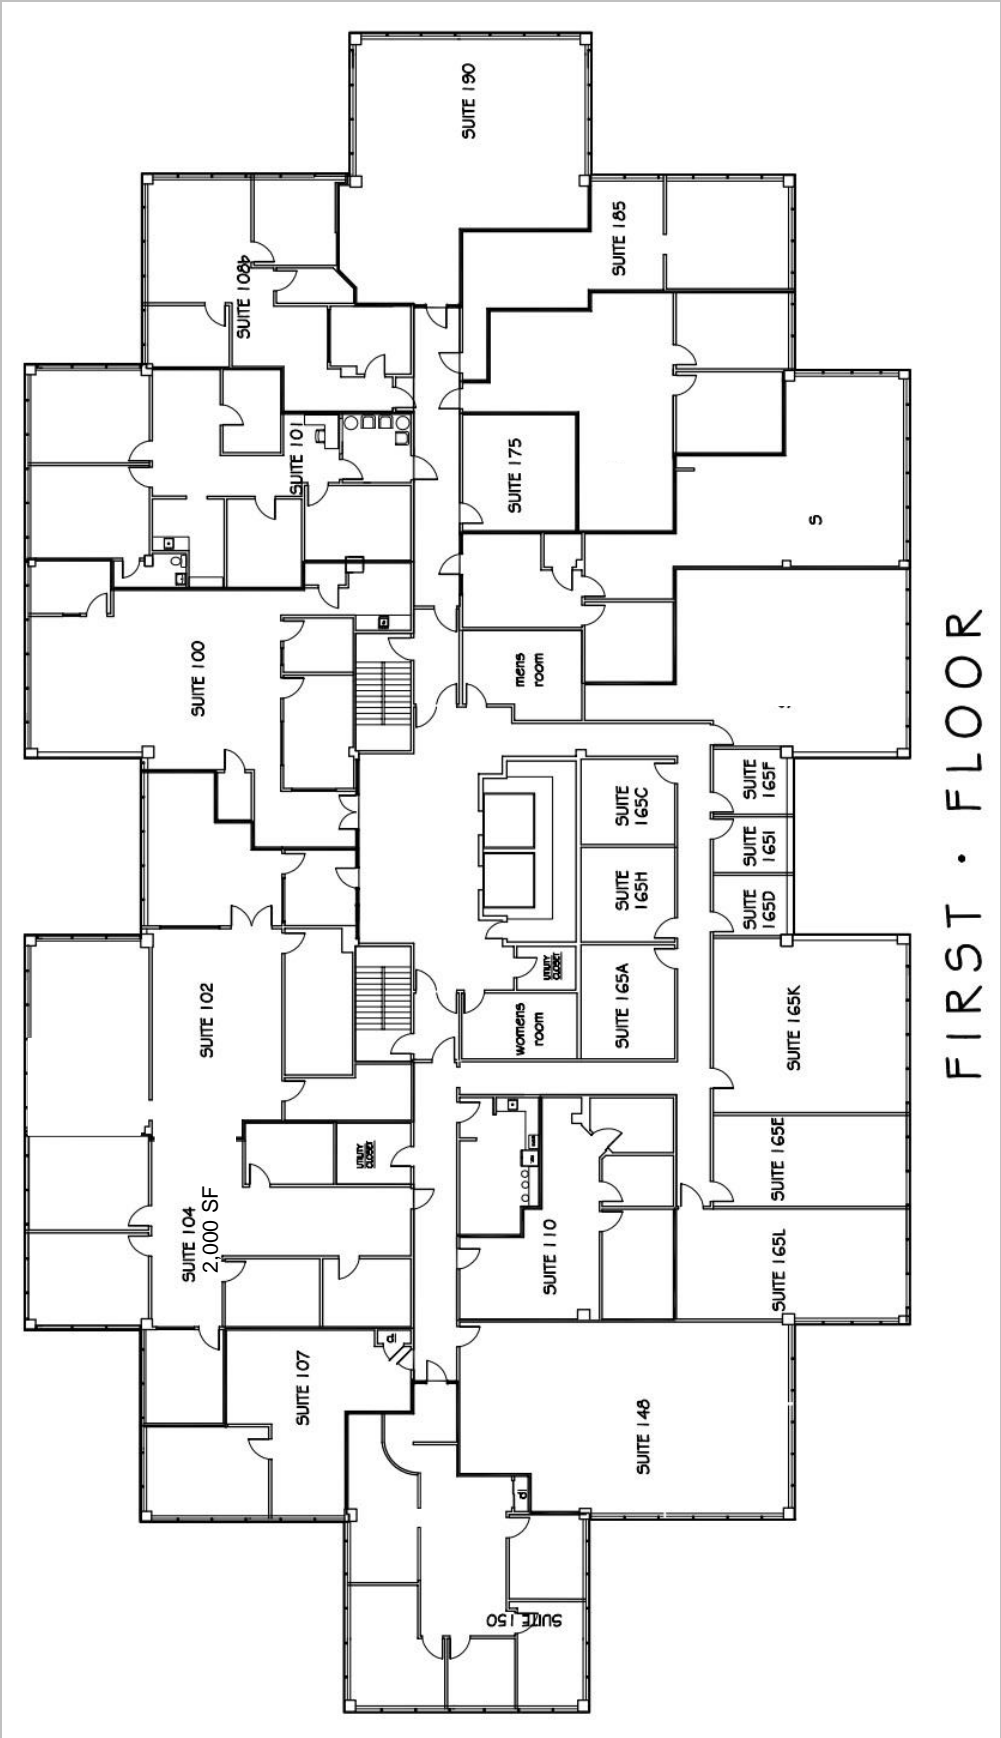 SUITE 190
SUITE 185
SUITE 108b
SUITE 101
SUITE 175
S
SUITE 100
mens
room
FIRST · FLOOR
SUITE
165C
SUITE
165F
SUITE
165I
SUITE
165H
SUITE
165D
UTILITY
CLOSET
SUITE 165A
womens
room
SUITE 102
SUITE 165K
UTILITY
CLOSET
SUITE 165E
SUITE 104
2,000 SF
SUITE 110
SUITE 165L
SUITE 107
SUITE 148
SUITE 150